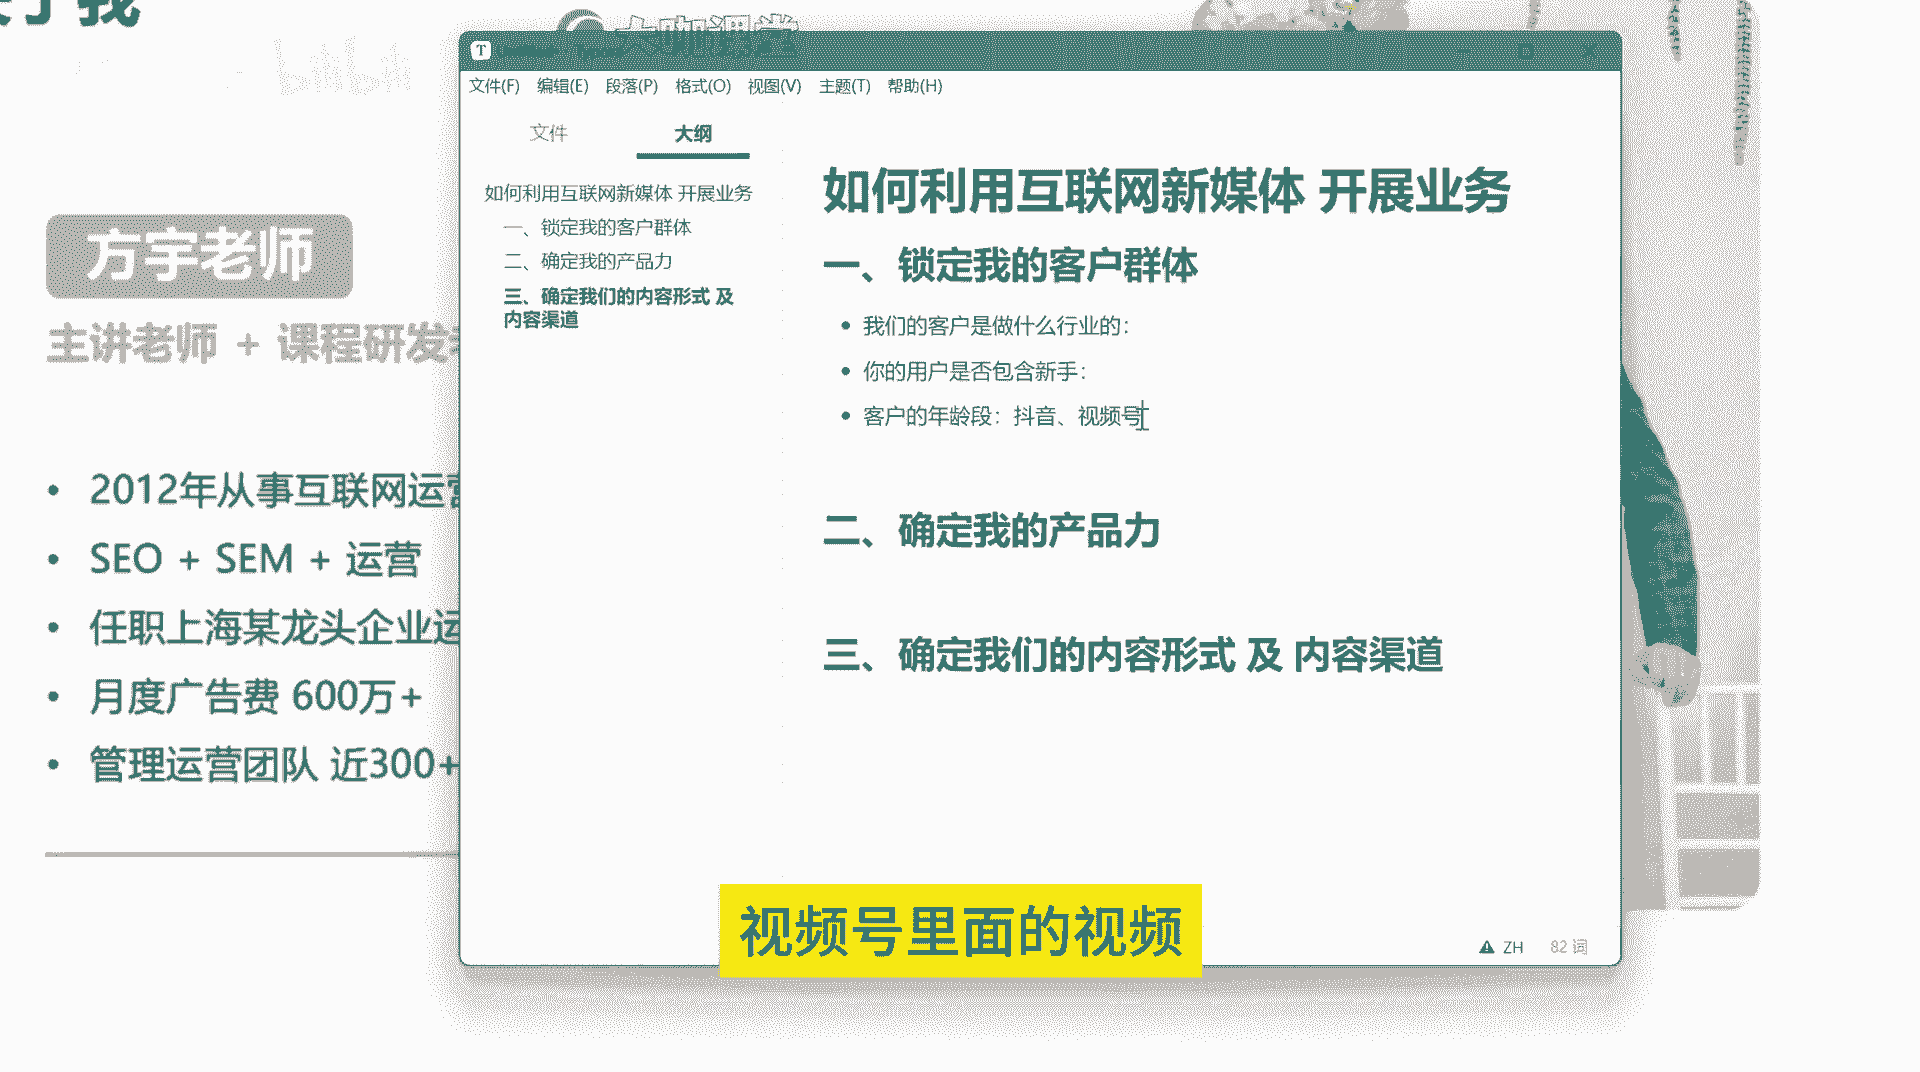 我
大咖课堂
bilibili
方宇老师
主讲老师 + 课程研发
2012年从事互联网运营
SEO + SEM + 运营
任职上海某龙头企业运
月度广告费 600万+
管理运营团队 近300+
T
文件(F) 编辑(E) 段落(P) 格式(O) 视图(V) 主题(T) 帮助(H)
文件 大纲
如何利用互联网新媒体 开展业务
一、锁定我的客户群体
二、确定我的产品力
三、确定我们的内容形式 及
内容渠道
如何利用互联网新媒体 开展业务
一、锁定我的客户群体
我们的客户是做什么行业的：
你的用户是否包含新手：
客户的年龄段：抖音、视频号
二、确定我的产品力
三、确定我们的内容形式 及 内容渠道
ZH 82 词
视频号里面的视频